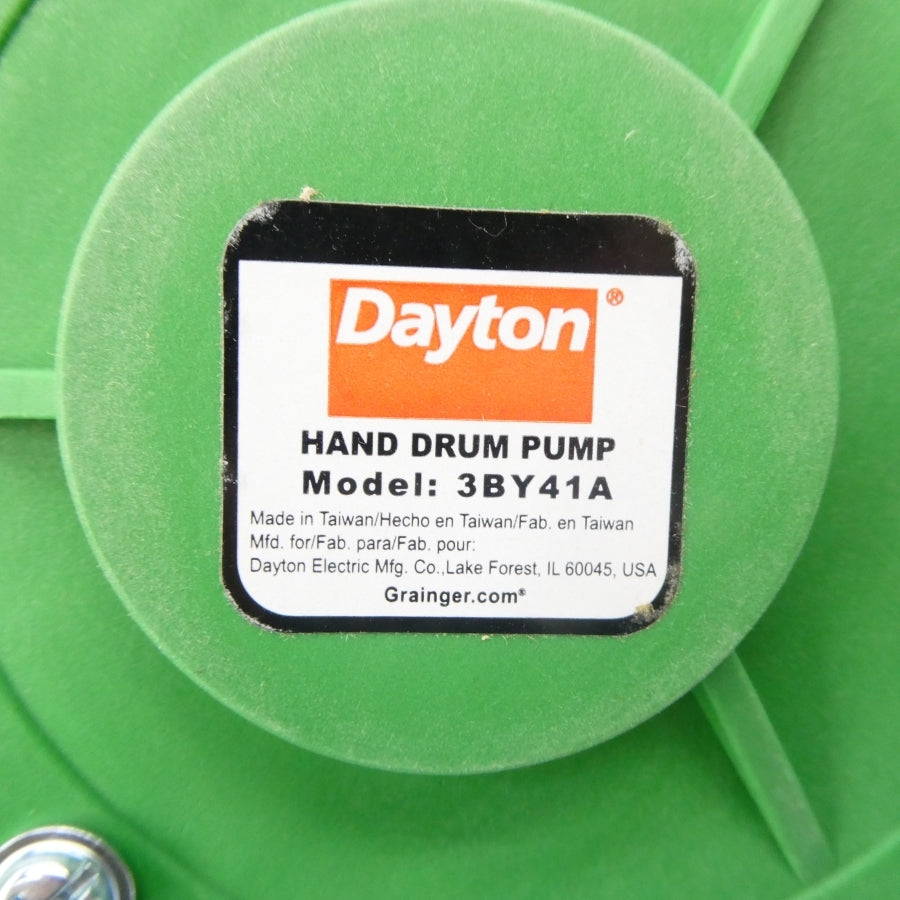 Dayton®
HAND DRUM PUMP
Model: 3BY41A
Made in Taiwan/Hecho en Taiwan/Fab. en Taiwan
Mfd. for/Fab. para/Fab. pour:
Dayton Electric Mfg. Co.,Lake Forest, IL 60045, USA
Grainger.com®